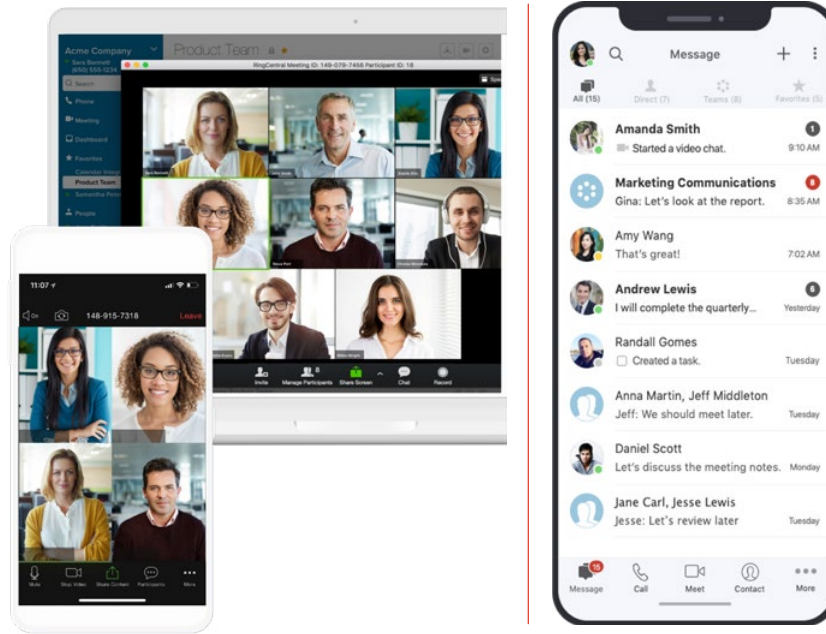 Acme Company
Product Team
Sara Bennett
(650) 555-1234
RingCentral Meeting ID: 149-079-7458 Participant ID: 18
Search
Phone
Meeting
Dashboard
Favorites
Product Team
People
Invite
Manage Participants
8
Share Screen
Chat
Record
11:07
148-915-7318
Leave
Mute
Stop Video
Share Content
Participants
More
Message
All (15)
Direct (7)
Teams (8)
Favorites (5)
Amanda Smith
1
Started a video chat.
9:10 AM
Marketing Communications
8
Gina: Let's look at the report.
8:35 AM
Amy Wang
That's great!
7:02 AM
Andrew Lewis
6
I will complete the quarterly...
Yesterday
Randall Gomes
Created a task.
Tuesday
Anna Martin, Jeff Middleton
Jeff: We should meet later.
Tuesday
Daniel Scott
Let's discuss the meeting notes.
Monday
Jane Carl, Jesse Lewis
Jesse: Let's review later
Tuesday
15
Message
Call
Meet
Contact
More